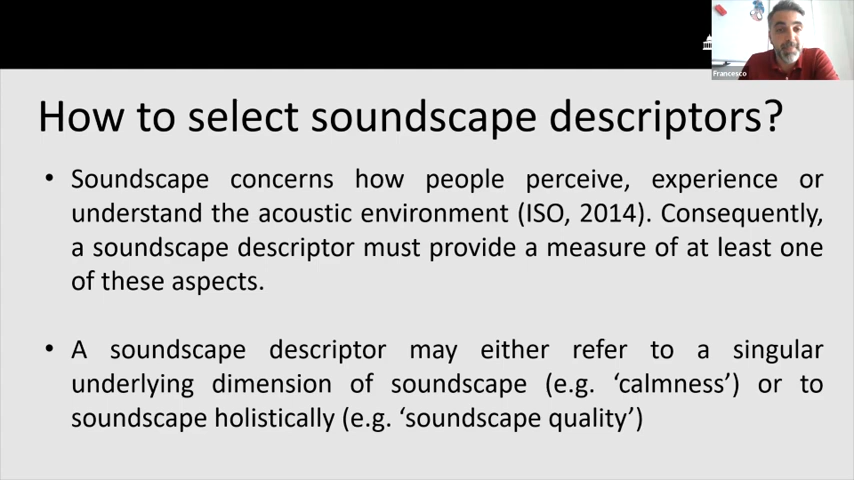 Francesco
How to select soundscape descriptors?
• Soundscape concerns how people perceive, experience or
understand the acoustic environment (ISO, 2014). Consequently,
a soundscape descriptor must provide a measure of at least one
of these aspects.
• A soundscape descriptor may either refer to a singular
underlying dimension of soundscape (e.g. ‘calmness’) or to
soundscape holistically (e.g. ‘soundscape quality’)